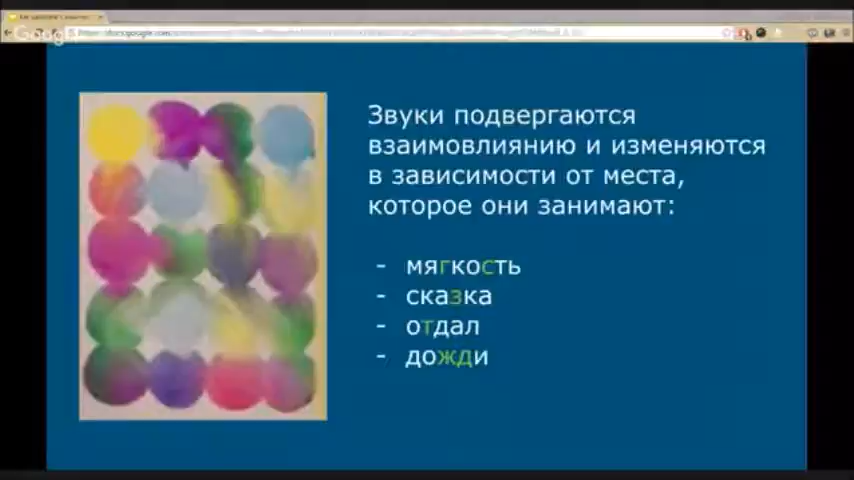 Звуки подвергаются
взаимовлиянию и изменяются
в зависимости от места,
которое они занимают:
- мягкость
- сказка
- отдал
- дожди